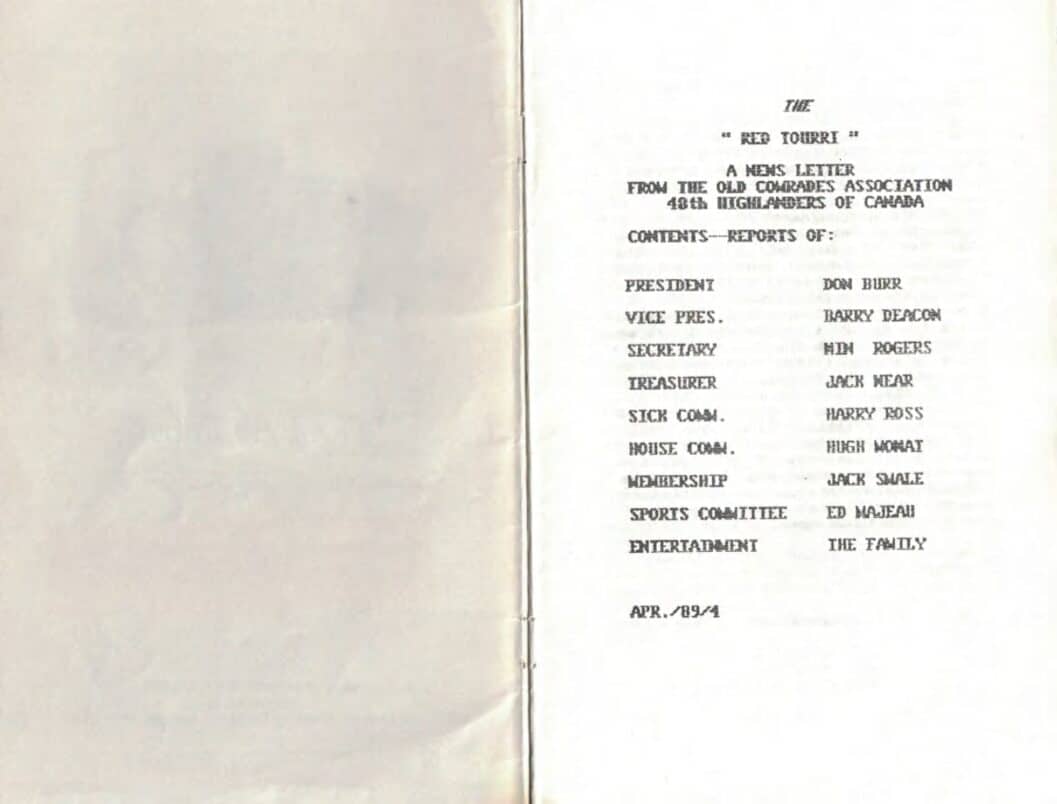 THE
" RED TOURRI "
A NEWS LETTER
FROM THE OLD COMRADES ASSOCIATION
48th HIGHLANDERS OF CANADA
CONTENTS---REPORTS OF:
PRESIDENT DON BURR
VICE PRES. BARRY DEACON
SECRETARY ROGERS
TREASURER JACK WEAR
SICK COMM. HARRY ROSS
HOUSE COMM. HUGH MOWAT
MEMBERSHIP JACK SMALE
SPORTS COMMITTEE ED MAJEAU
ENTERTAINMENT THE FAMILY
APR./89/4